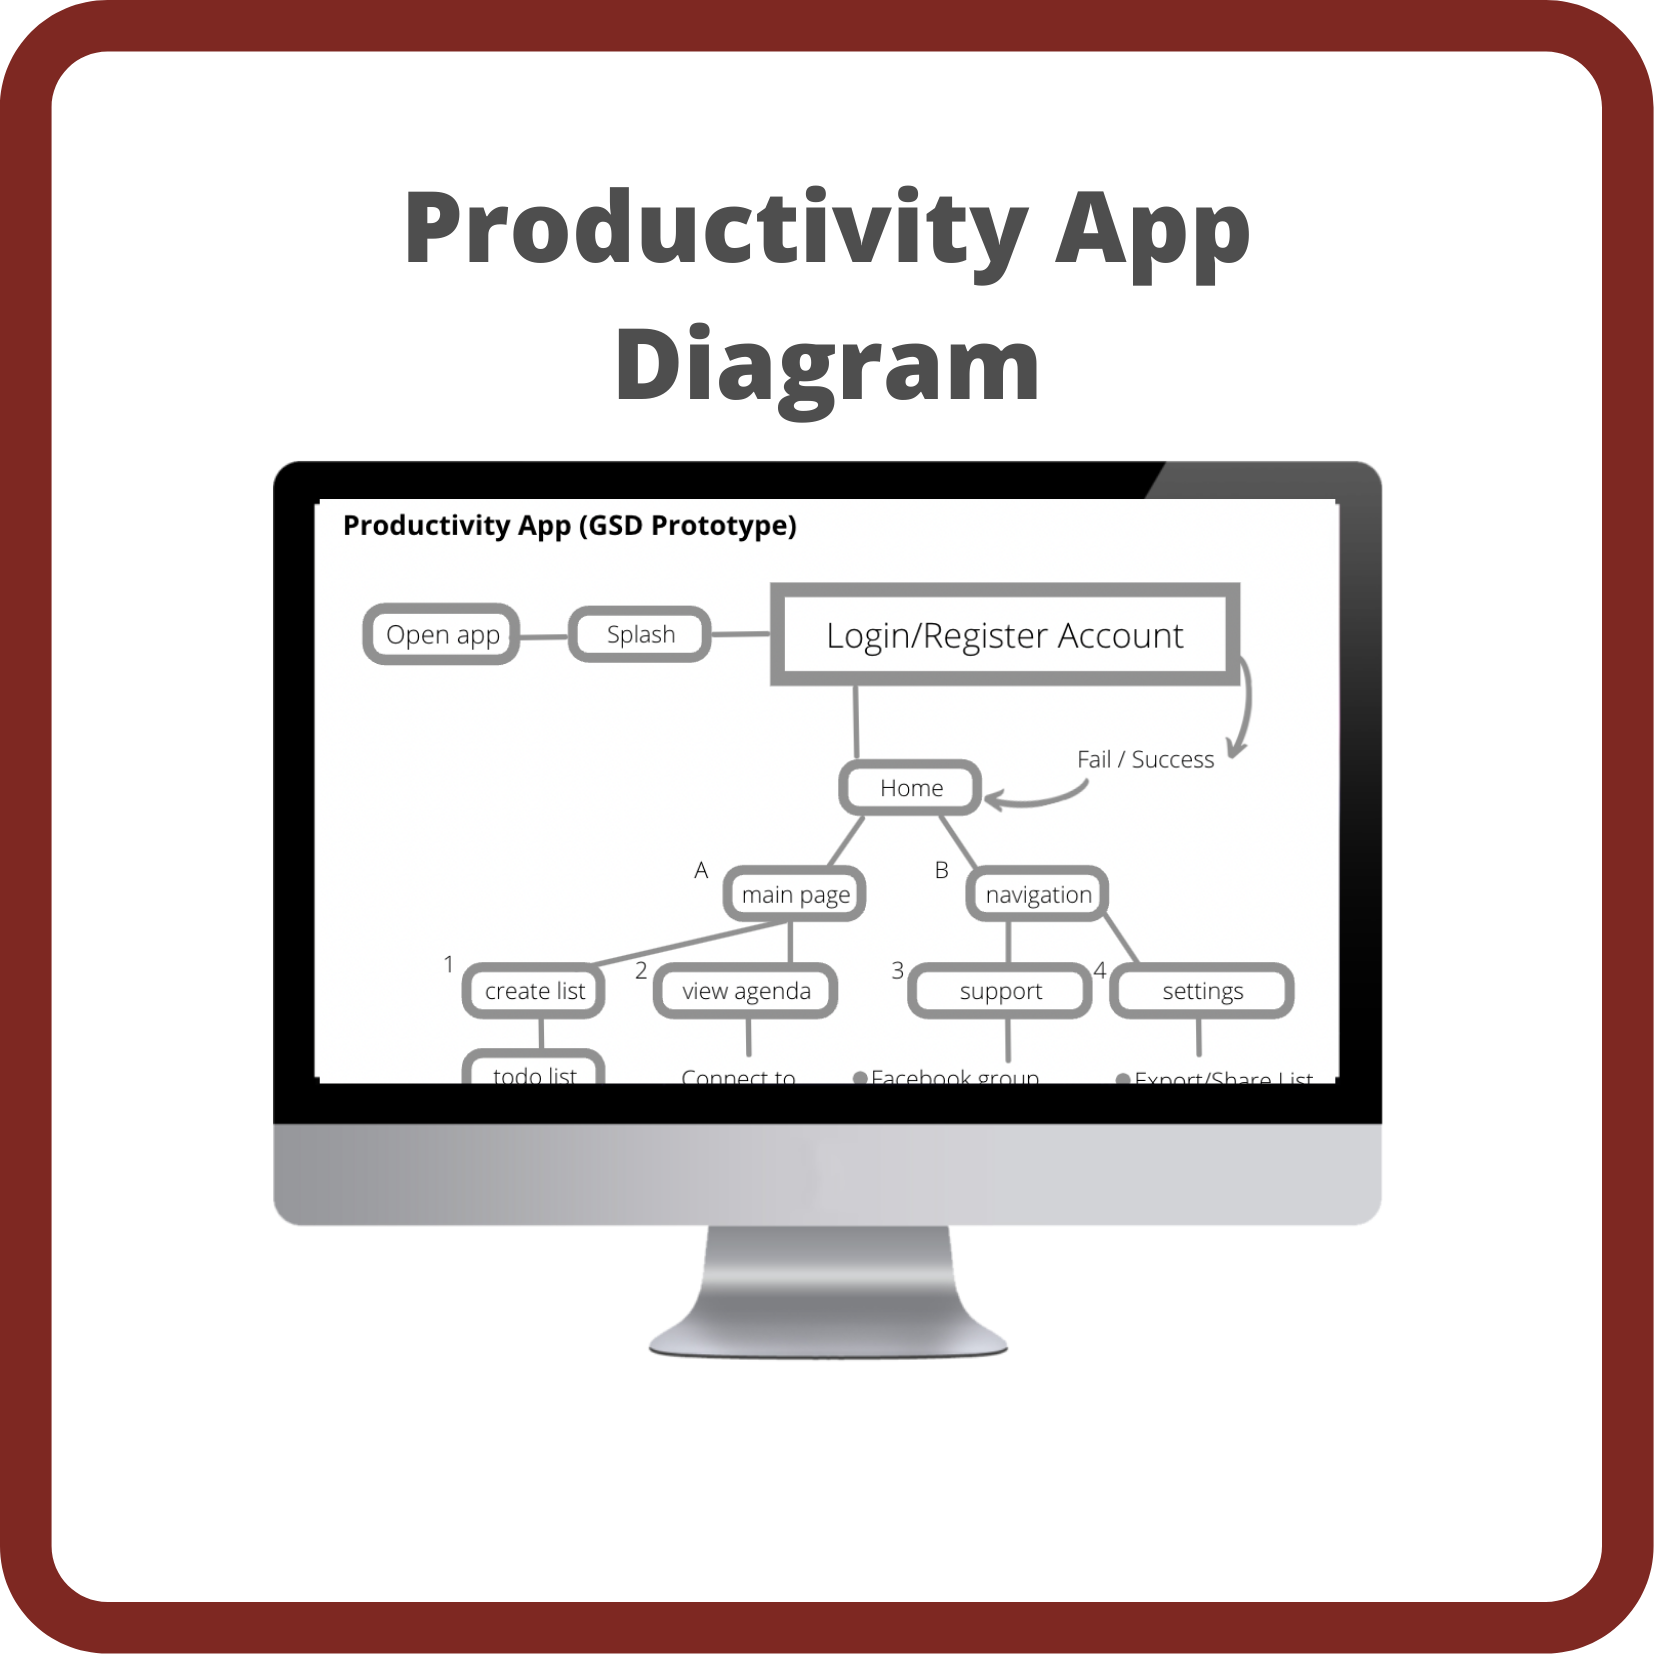 Productivity App
Diagram
Productivity App (GSD Prototype)
Open app
Splash
Login/Register Account
Fail / Success
Home
A
B
main page
navigation
1
2
3
4
create list
view agenda
support
settings
todo list
Connect to
Facebook group
Export/Share List